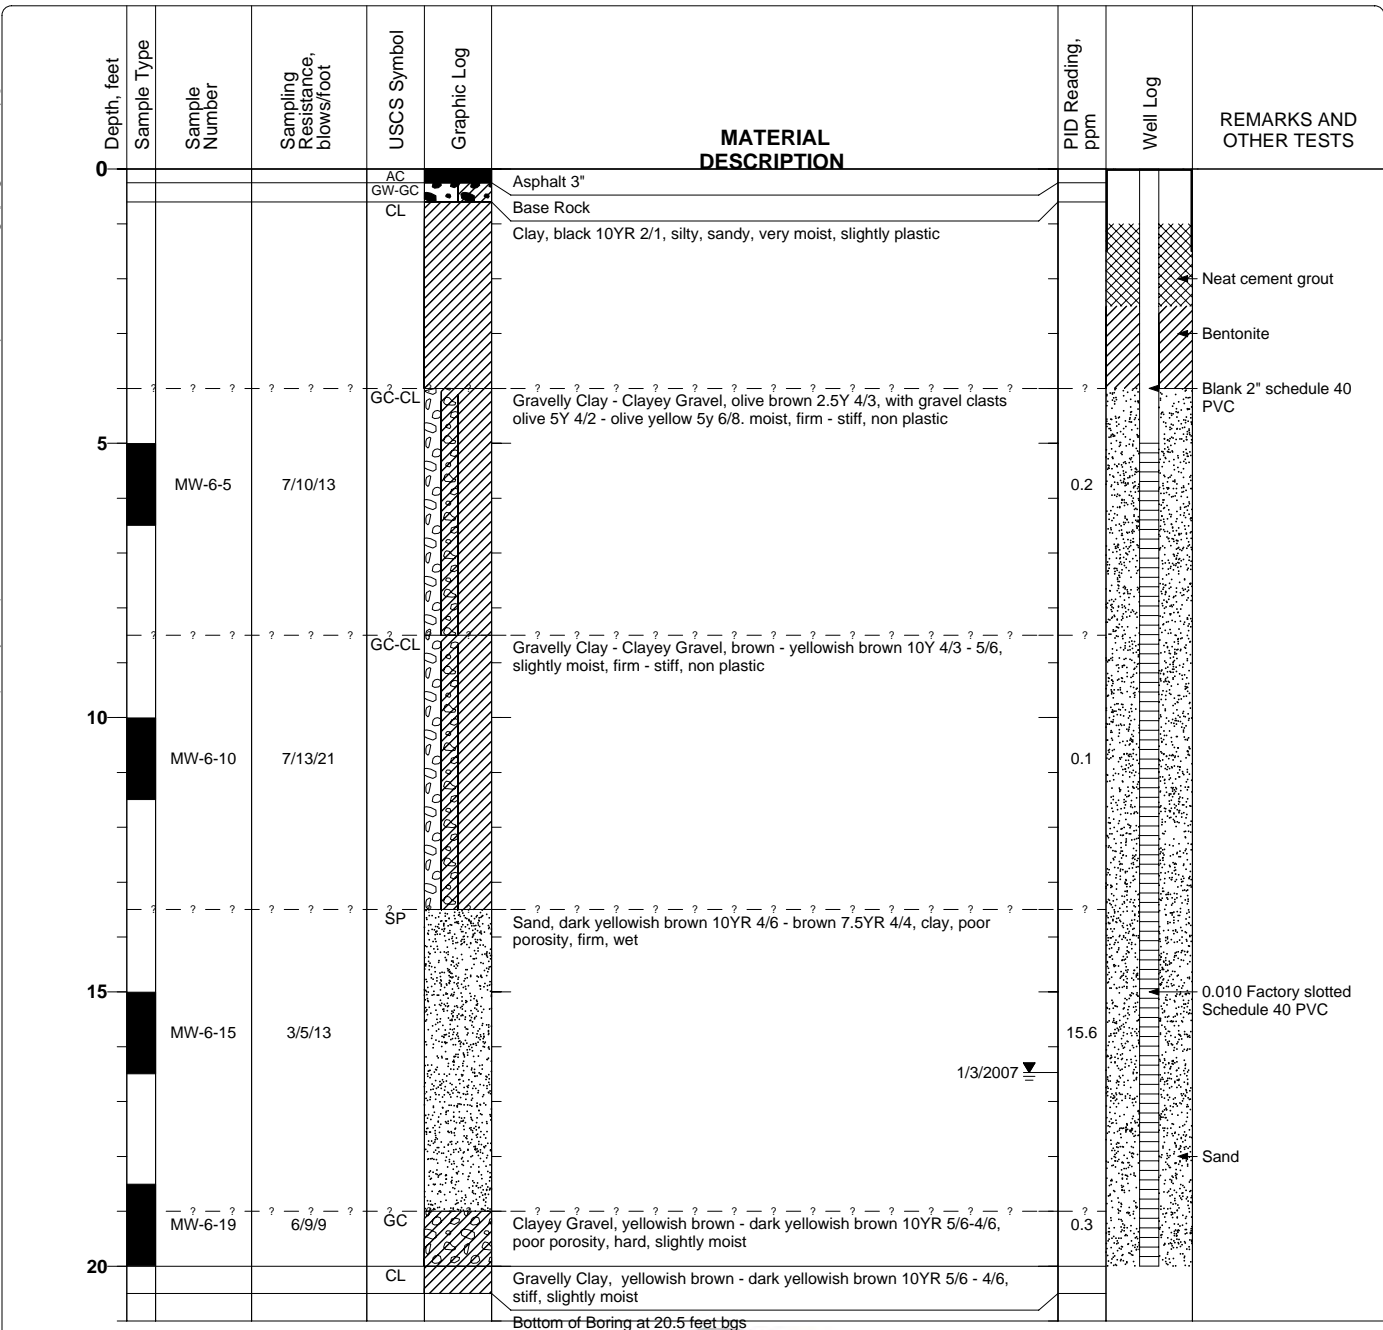 Depth, feet
Sample Type
Sample
Number
Sampling
Resistance,
blows/foot
USCS Symbol
Graphic Log
MATERIAL
DESCRIPTION
PID Reading,
ppm
Well Log
REMARKS AND
OTHER TESTS
0
AC
Asphalt 3"
GW-GC
Base Rock
CL
Clay, black 10YR 2/1, silty, sandy, very moist, slightly plastic
Neat cement grout
Bentonite
? ? ? ? ? ? ? ? ? ? ? ? ? ? ? ? ? ? ? ? ? ?
Blank 2" schedule 40
PVC
GC-CL
Gravelly Clay - Clayey Gravel, olive brown 2.5Y 4/3, with gravel clasts
olive 5Y 4/2 - olive yellow 5y 6/8. moist, firm - stiff, non plastic
5
MW-6-5
7/10/13
0.2
? ? ? ? ? ? ? ? ? ? ? ? ? ? ? ? ? ? ? ? ? ?
GC-CL
Gravelly Clay - Clayey Gravel, brown - yellowish brown 10Y 4/3 - 5/6,
slightly moist, firm - stiff, non plastic
10
MW-6-10
7/13/21
0.1
? ? ? ? ? ? ? ? ? ? ? ? ? ? ? ? ? ? ? ? ? ?
SP
Sand, dark yellowish brown 10YR 4/6 - brown 7.5YR 4/4, clay, poor
porosity, firm, wet
15
0.010 Factory slotted
Schedule 40 PVC
MW-6-15
3/5/13
15.6
1/3/2007
Sand
? ? ? ? ? ? ? ? ? ? ? ? ? ? ? ? ? ? ? ? ? ?
MW-6-19
6/9/9
GC
Clayey Gravel, yellowish brown - dark yellowish brown 10YR 5/6-4/6,
poor porosity, hard, slightly moist
0.3
20
CL
Gravelly Clay, yellowish brown - dark yellowish brown 10YR 5/6 - 4/6,
stiff, slightly moist
Bottom of Boring at 20.5 feet bgs